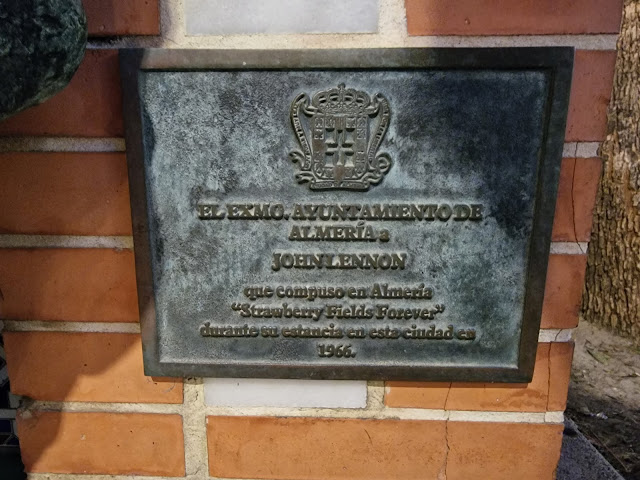 EL EXMO. AYUNTAMIENTO DE
ALMERÍA a
JOHN LENNON
que compuso en Almería
"Strawberry Fields Forever"
durante su estancia en esta ciudad en
1966.